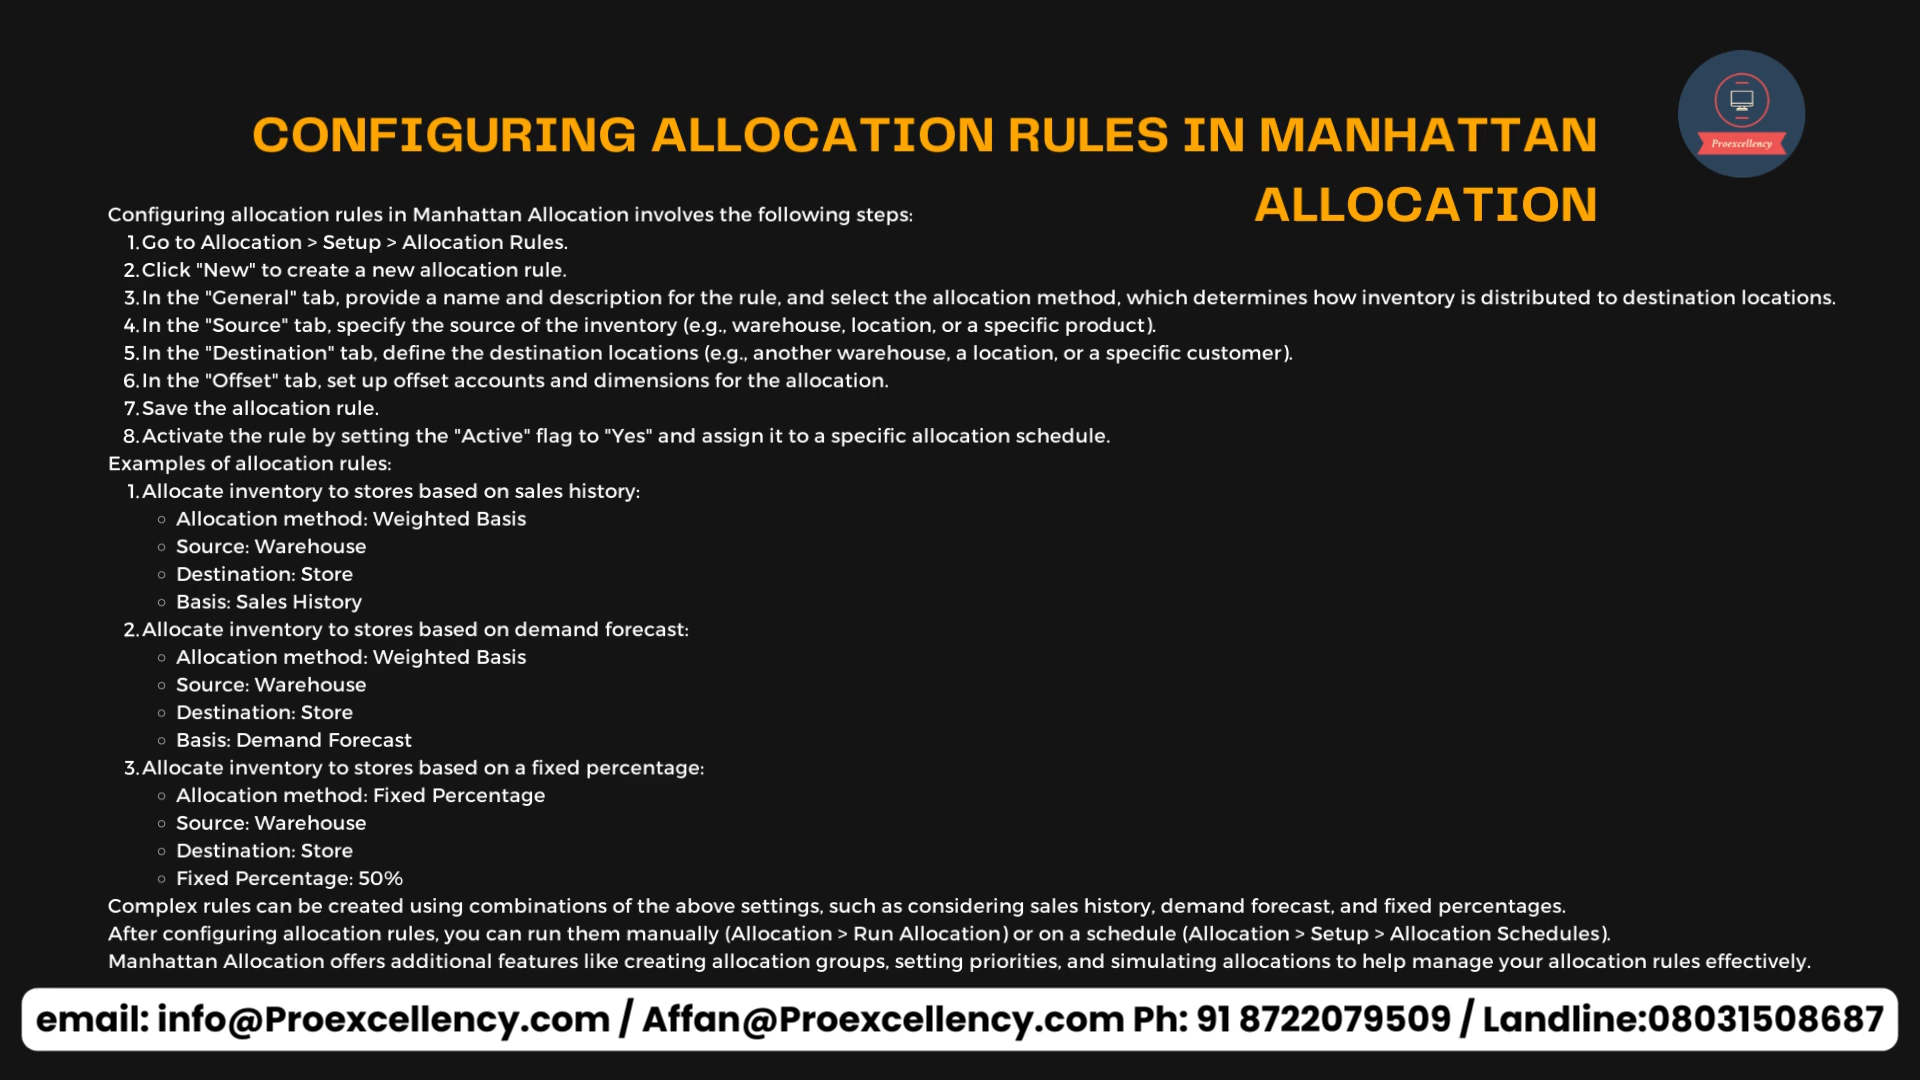 CONFIGURING ALLOCATION RULES IN MANHATTAN
ALLOCATION
Proexcellency
Configuring allocation rules in Manhattan Allocation involves the following steps:
1. Go to Allocation > Setup > Allocation Rules.
2. Click "New" to create a new allocation rule.
3. In the "General" tab, provide a name and description for the rule, and select the allocation method, which determines how inventory is distributed to destination locations.
4. In the "Source" tab, specify the source of the inventory (e.g., warehouse, location, or a specific product).
5. In the "Destination" tab, define the destination locations (e.g., another warehouse, a location, or a specific customer).
6. In the "Offset" tab, set up offset accounts and dimensions for the allocation.
7. Save the allocation rule.
8. Activate the rule by setting the "Active" flag to "Yes" and assign it to a specific allocation schedule.
Examples of allocation rules:
1. Allocate inventory to stores based on sales history:
○ Allocation method: Weighted Basis
○ Source: Warehouse
○ Destination: Store
○ Basis: Sales History
2. Allocate inventory to stores based on demand forecast:
○ Allocation method: Weighted Basis
○ Source: Warehouse
○ Destination: Store
○ Basis: Demand Forecast
3. Allocate inventory to stores based on a fixed percentage:
○ Allocation method: Fixed Percentage
○ Source: Warehouse
○ Destination: Store
○ Fixed Percentage: 50%
Complex rules can be created using combinations of the above settings, such as considering sales history, demand forecast, and fixed percentages.
After configuring allocation rules, you can run them manually (Allocation > Run Allocation) or on a schedule (Allocation > Setup > Allocation Schedules).
Manhattan Allocation offers additional features like creating allocation groups, setting priorities, and simulating allocations to help manage your allocation rules effectively.
email: info@Proexcellency.com / Affan@Proexcellency.com Ph: 91 8722079509 / Landline:08031508687